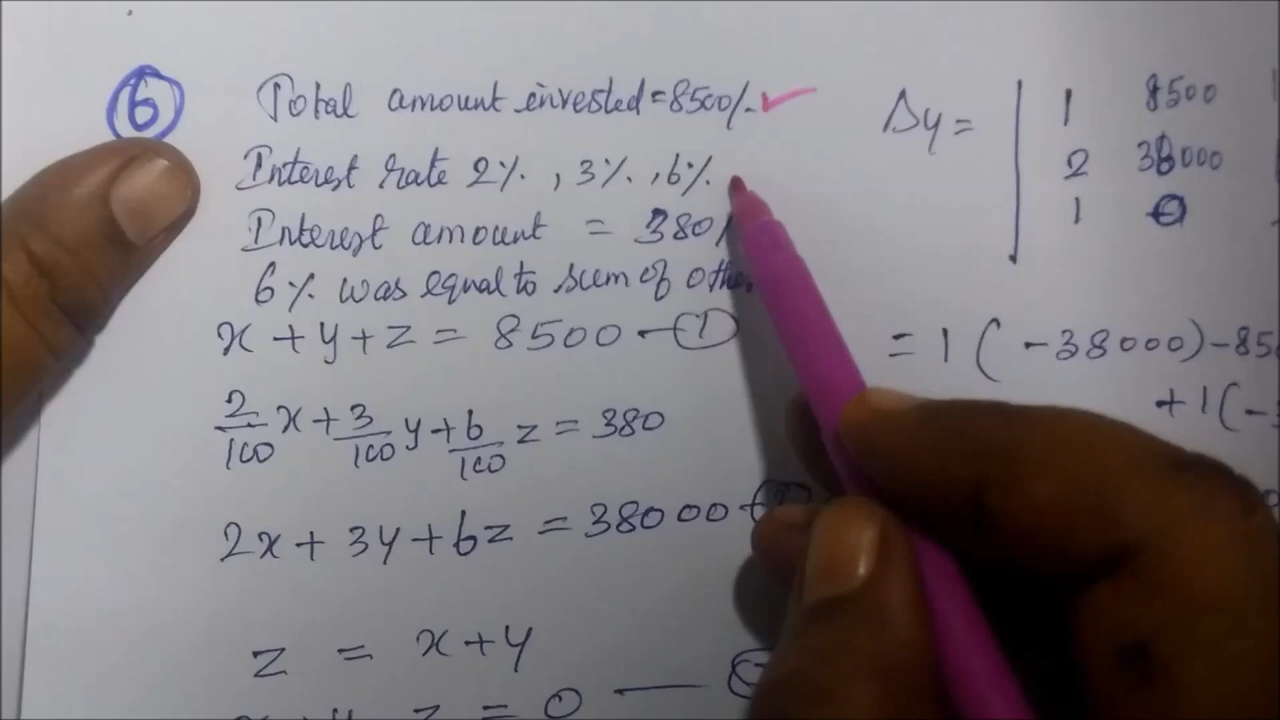 6
Total amount invested = 8500/-
Interest rate 2%, 3%, 6%
Interest amount = 380/
6% was equal to sum of
x + y + z = 8500 — 1
2/100 x + 3/100 y + 6/100 z = 380
2x + 3y + 6z = 38000 —
z = x + y
= 0 —
Δy =
1 8500
2 38000
1 0
= 1 ( -38000) - 85
+ 1 ( -